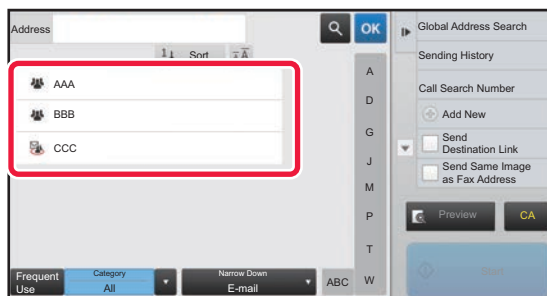 Address
OK
Sort
AAA
BBB
CCC
A
D
G
J
M
P
T
W
Frequent
Use
Category
All
Narrow Down
E-mail
ABC
Global Address Search
Sending History
Call Search Number
Add New
Send
Destination Link
Send Same Image
as Fax Address
Preview
CA